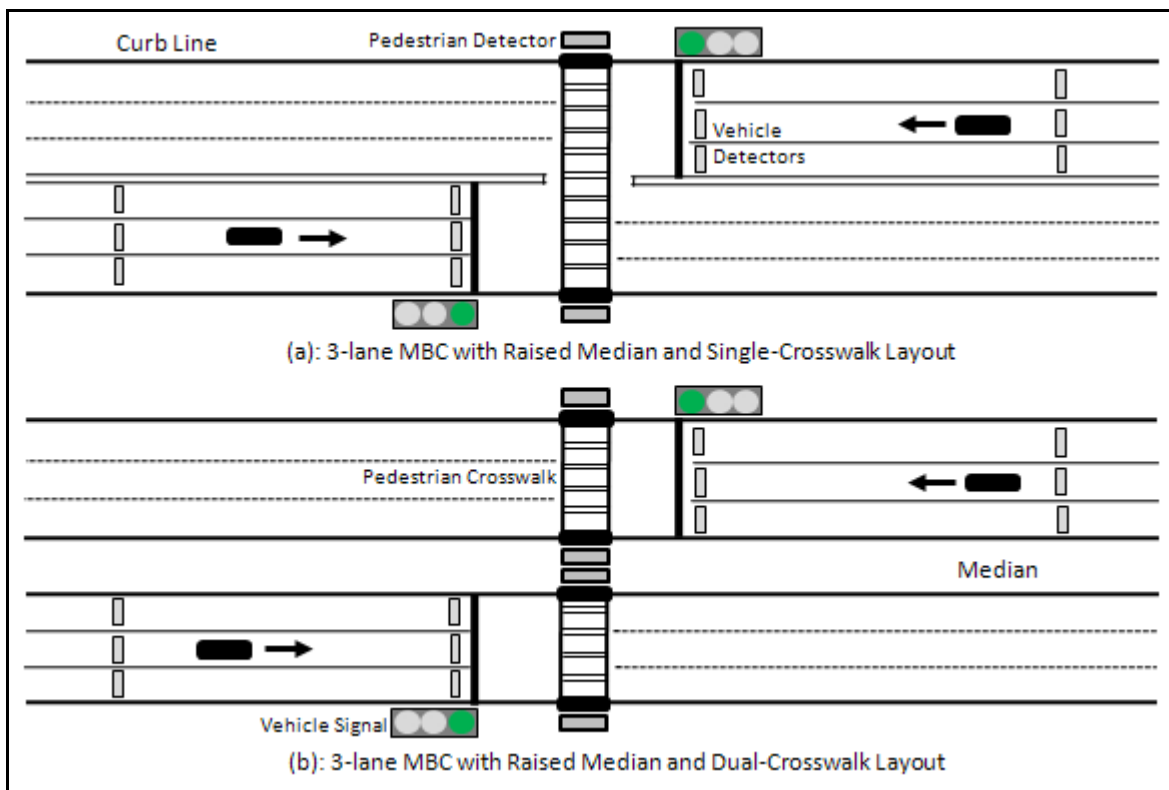 Curb Line
Pedestrian Detector
Vehicle
Detectors
(a): 3-lane MBC with Raised Median and Single-Crosswalk Layout
Pedestrian Crosswalk
Median
Vehicle Signal
(b): 3-lane MBC with Raised Median and Dual-Crosswalk Layout